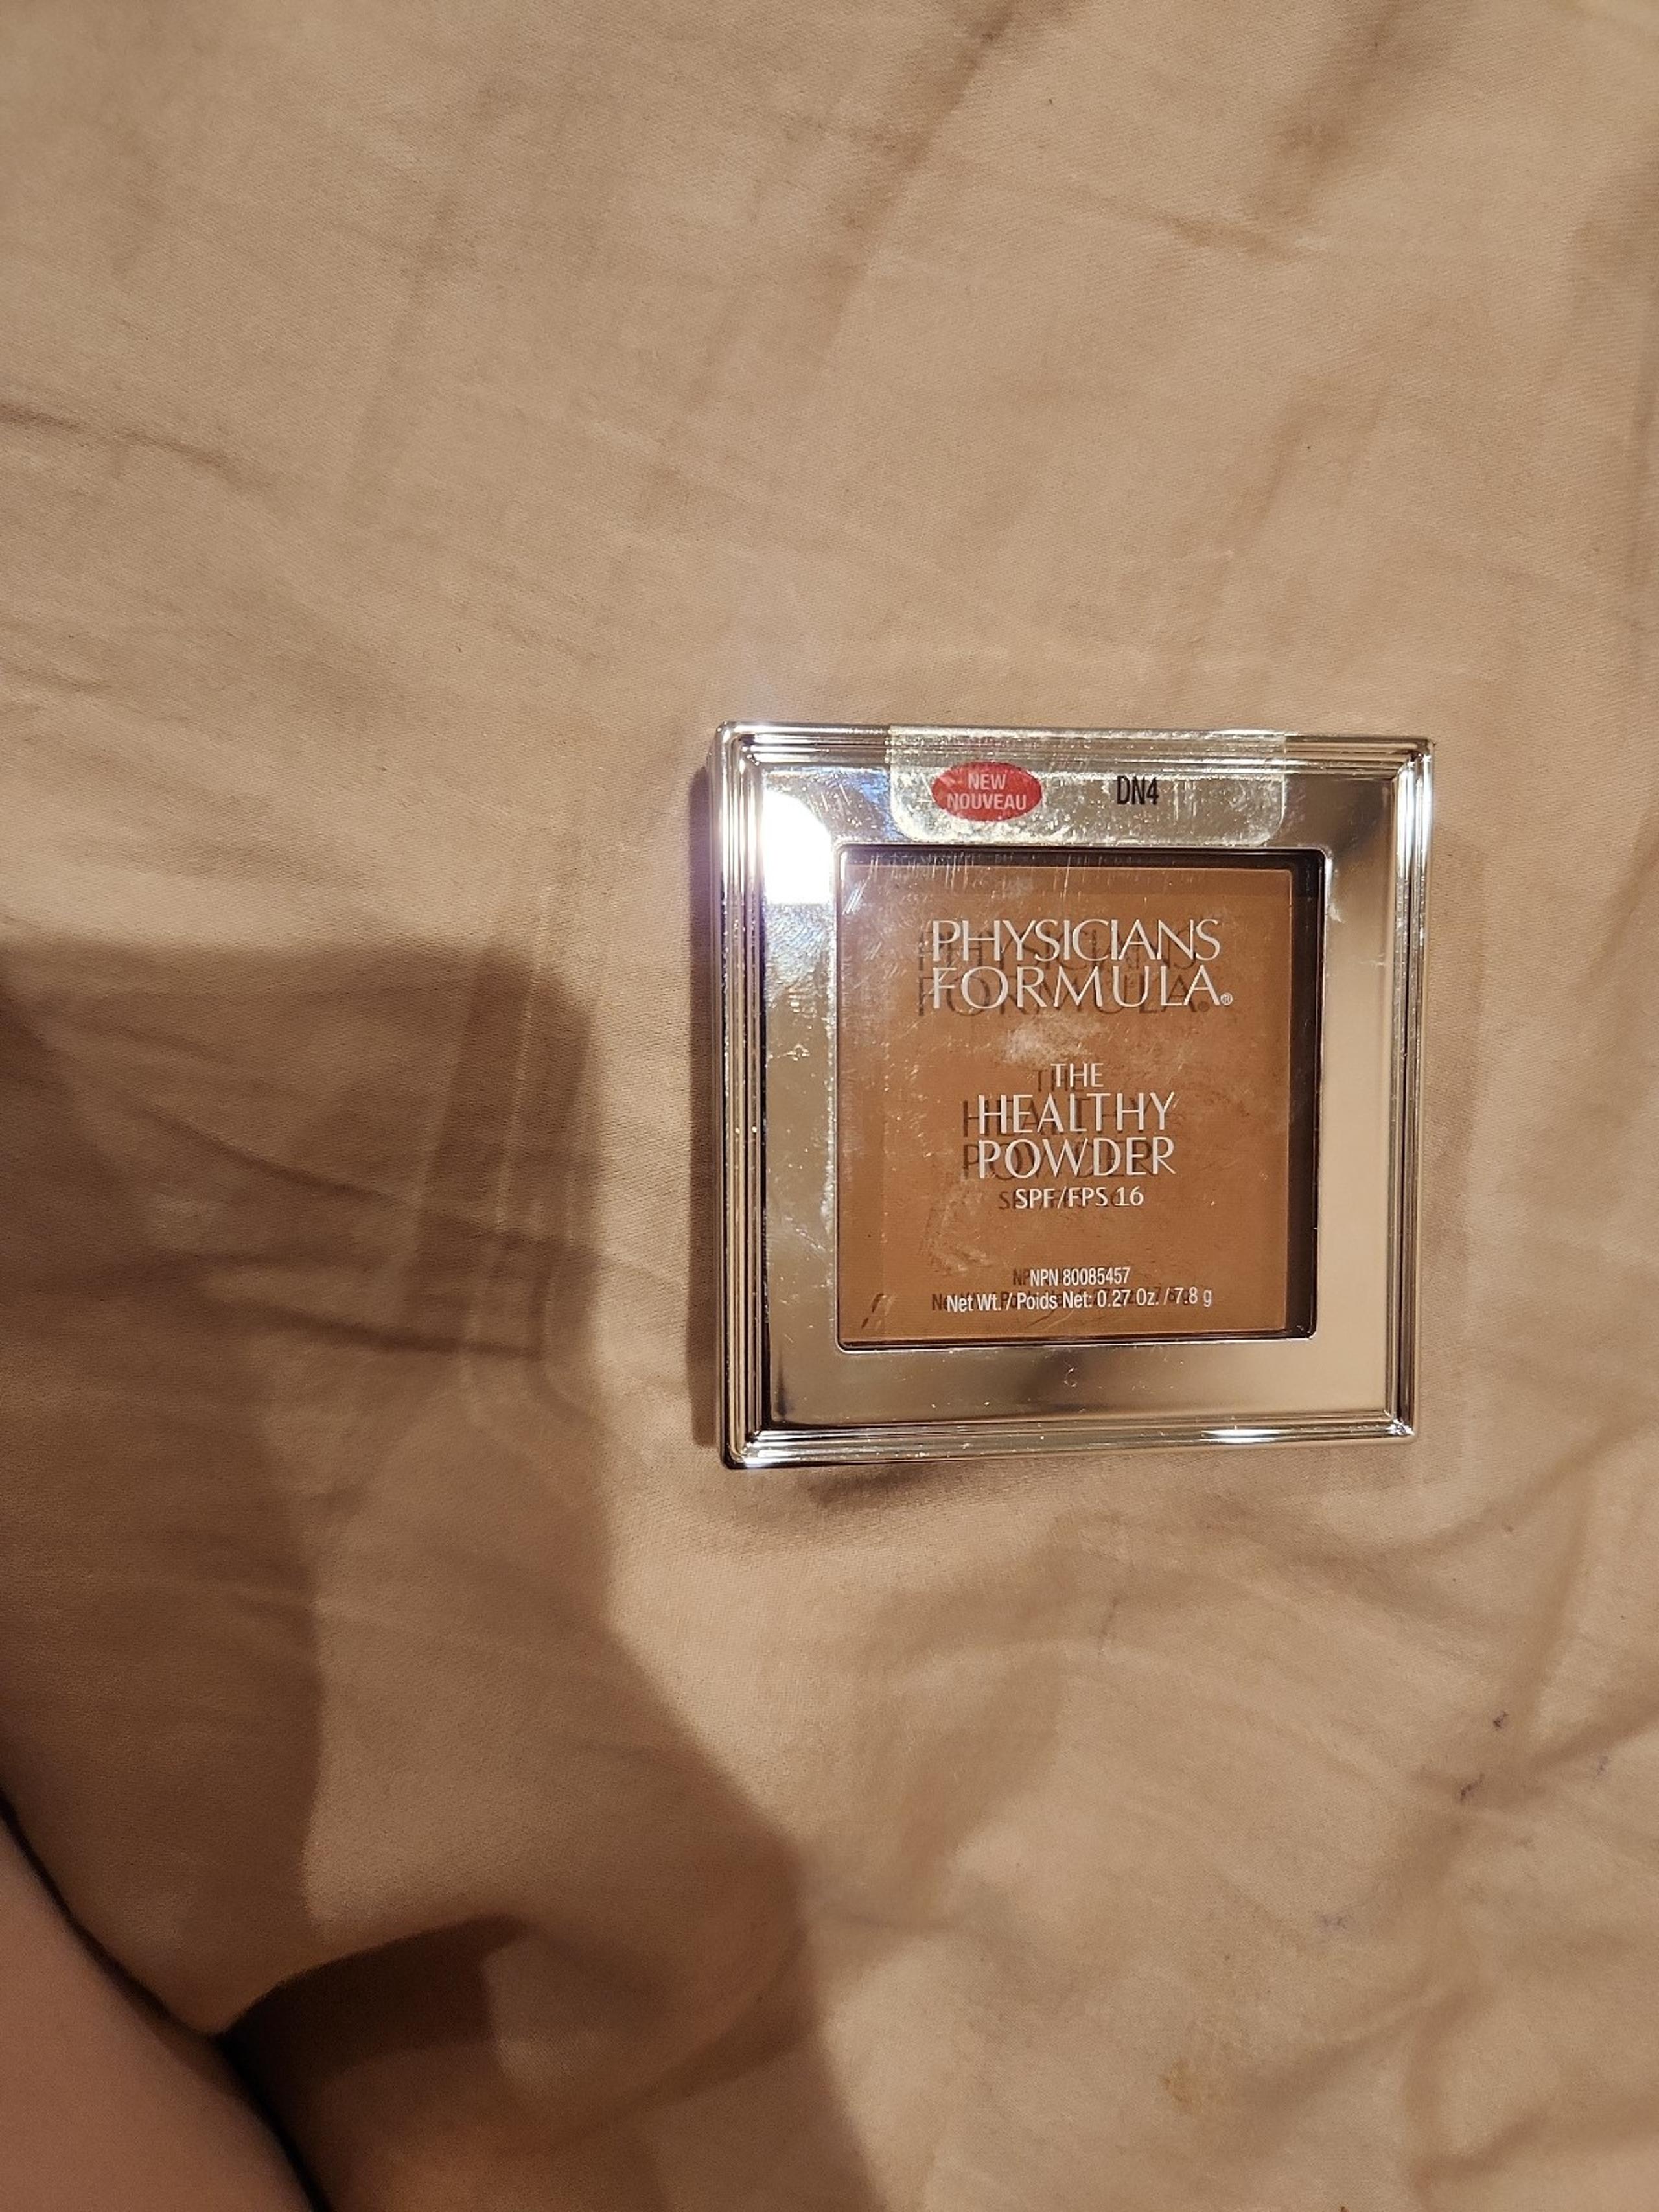 NEW
NOUVEAU
DN4
PHYSICIANS
FORMULA®
THE
HEALTHY
POWDER
SPF/FPS 16
NPN 80085457
Net Wt. / Poids Net: 0.27 Oz. / 7.8 g